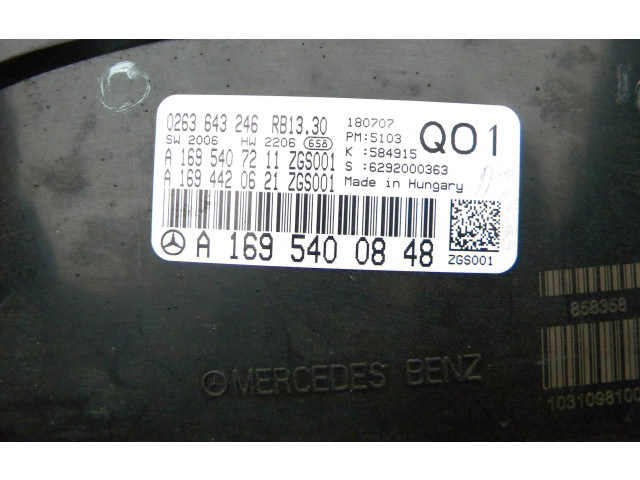 0263 643 246 RB13.30
SW 2006 HW 2206 658
A 169 540 72 11 ZGS001
A 169 442 06 21 ZGS001
180707
PM:5103
K :584915
S :6292000363
Made in Hungary
Q01
A 169 540 08 48
ZGS001
858358
MERCEDES BENZ
1031098100